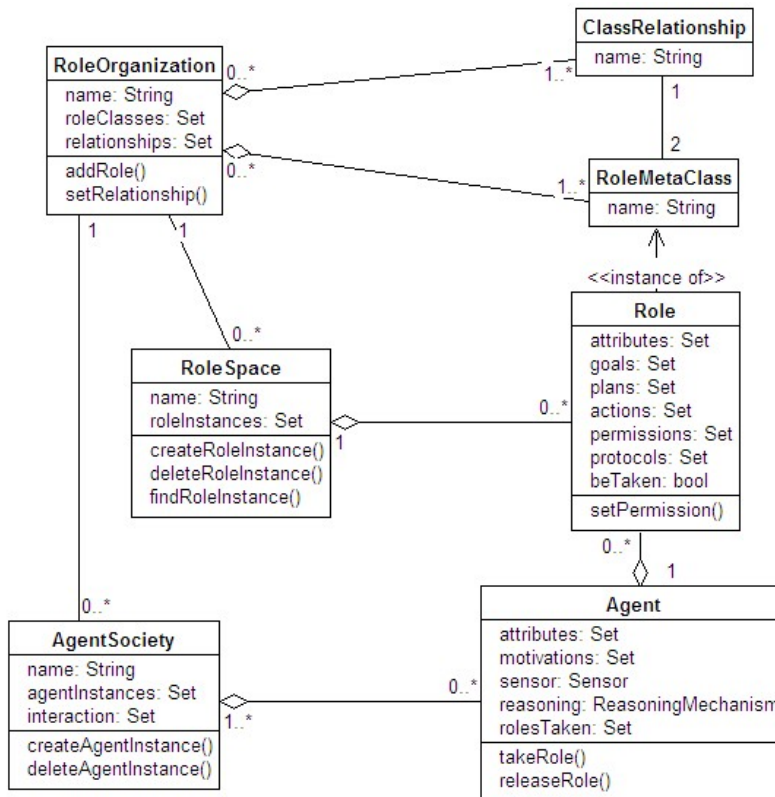 ClassRelationship
name: String
RoleOrganization
name: String
roleClasses: Set
relationships: Set
addRole()
setRelationship()
0..*
1..*
1
2
0..*
1..*
RoleMetaClass
name: String
1
1
<<instance of>>
Role
attributes: Set
goals: Set
plans: Set
actions: Set
permissions: Set
protocols: Set
beTaken: bool
setPermission()
0..*
RoleSpace
name: String
roleInstances: Set
createRoleInstance()
deleteRoleInstance()
findRoleInstance()
1
0..*
0..*
1
0..*
AgentSociety
name: String
agentInstances: Set
interaction: Set
createAgentInstance()
deleteAgentInstance()
1..*
0..*
Agent
attributes: Set
motivations: Set
sensor: Sensor
reasoning: ReasoningMechanism
rolesTaken: Set
takeRole()
releaseRole()